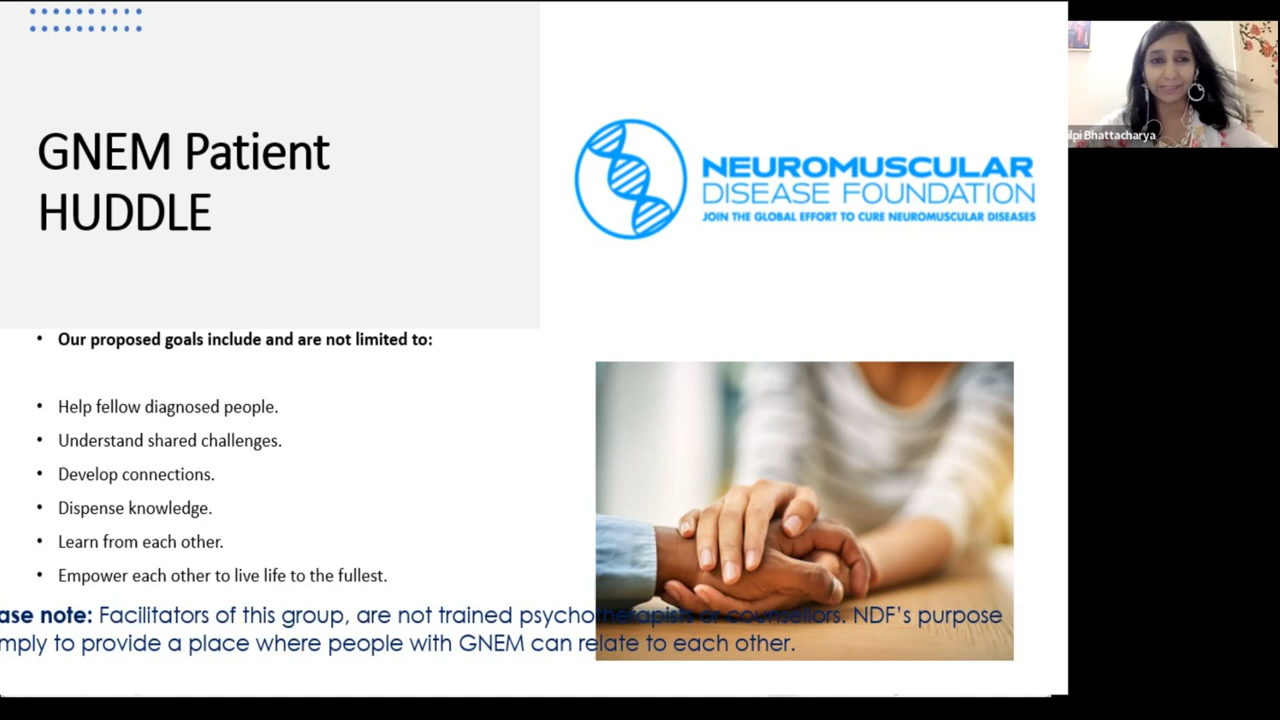 GNEM Patient
HUDDLE
NEUROMUSCULAR
DISEASE FOUNDATION
JOIN THE GLOBAL EFFORT TO CURE NEUROMUSCULAR DISEASES
ilpi Bhattacharya
• Our proposed goals include and are not limited to:
• Help fellow diagnosed people.
• Understand shared challenges.
• Develop connections.
• Dispense knowledge.
• Learn from each other.
• Empower each other to live life to the fullest.
ase note: Facilitators of this group, are not trained psychotherapists or counsellors. NDF's purpose
mply to provide a place where people with GNEM can relate to each other.